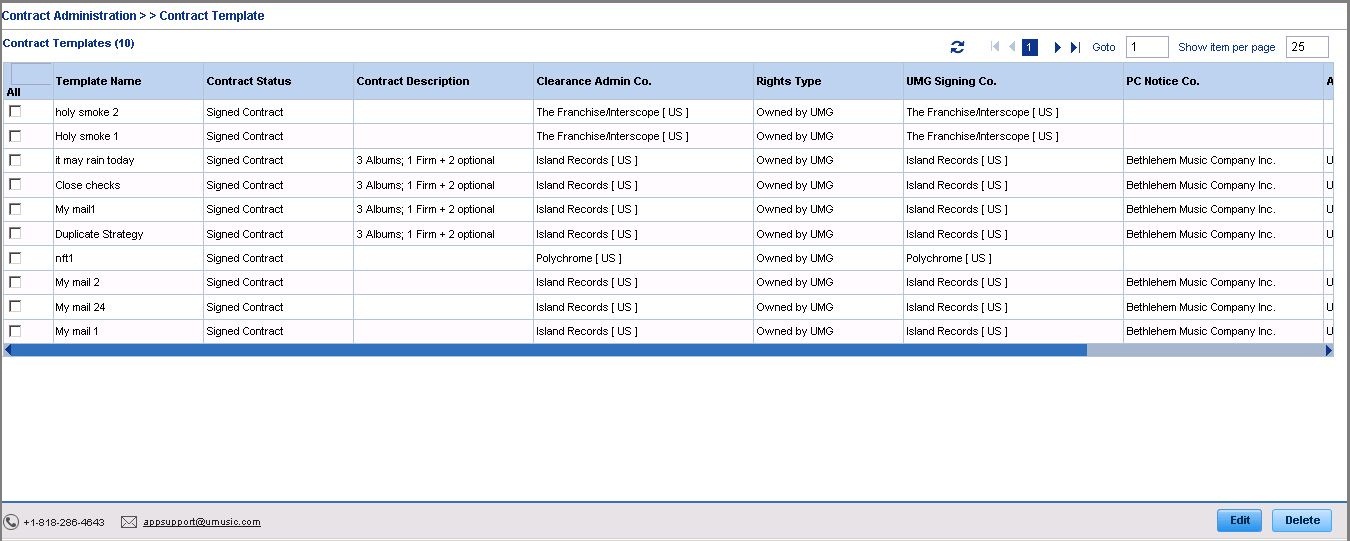 Contract Administration > > Contract Template
Contract Templates (10)
1 Goto 1 Show item per page 25
All Template Name Contract Status Contract Description Clearance Admin Co. Rights Type UMG Signing Co. PC Notice Co. A
holy smoke 2 Signed Contract The Franchise/Interscope [ US ] Owned by UMG The Franchise/Interscope [ US ]
Holy smoke 1 Signed Contract The Franchise/Interscope [ US ] Owned by UMG The Franchise/Interscope [ US ]
it may rain today Signed Contract 3 Albums; 1 Firm + 2 optional Island Records [ US ] Owned by UMG Island Records [ US ] Bethlehem Music Company Inc. U
Close checks Signed Contract 3 Albums; 1 Firm + 2 optional Island Records [ US ] Owned by UMG Island Records [ US ] Bethlehem Music Company Inc. U
My mail1 Signed Contract 3 Albums; 1 Firm + 2 optional Island Records [ US ] Owned by UMG Island Records [ US ] Bethlehem Music Company Inc. U
Duplicate Strategy Signed Contract 3 Albums; 1 Firm + 2 optional Island Records [ US ] Owned by UMG Island Records [ US ] Bethlehem Music Company Inc. U
nft1 Signed Contract Polychrome [ US ] Owned by UMG Polychrome [ US ]
My mail 2 Signed Contract Island Records [ US ] Owned by UMG Island Records [ US ] Bethlehem Music Company Inc. U
My mail 24 Signed Contract Island Records [ US ] Owned by UMG Island Records [ US ] Bethlehem Music Company Inc. U
My mail 1 Signed Contract Island Records [ US ] Owned by UMG Island Records [ US ] Bethlehem Music Company Inc. U
+1-818-286-4643 appsupport@umusic.com Edit Delete